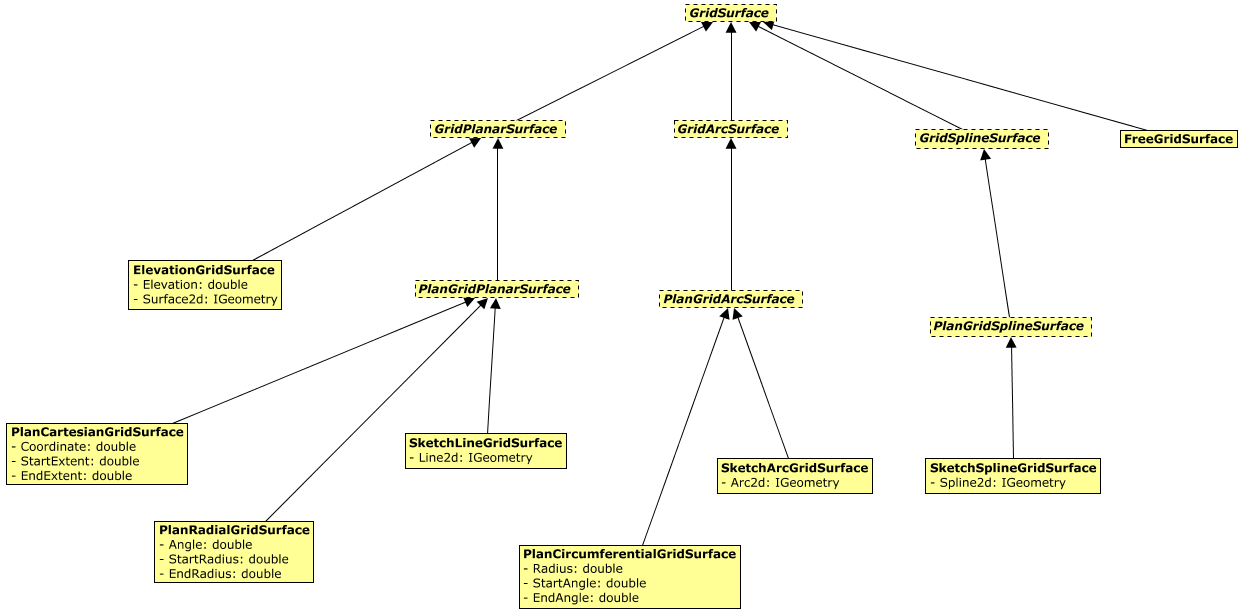 GridSurface
GridPlanarSurface
GridArcSurface
GridSplineSurface
FreeGridSurface
ElevationGridSurface
- Elevation: double
- Surface2d: IGeometry
PlanGridPlanarSurface
PlanGridArcSurface
PlanGridSplineSurface
PlanCartesianGridSurface
- Coordinate: double
- StartExtent: double
- EndExtent: double
SketchLineGridSurface
- Line2d: IGeometry
SketchArcGridSurface
- Arc2d: IGeometry
SketchSplineGridSurface
- Spline2d: IGeometry
PlanRadialGridSurface
- Angle: double
- StartRadius: double
- EndRadius: double
PlanCircumferentialGridSurface
- Radius: double
- StartAngle: double
- EndAngle: double